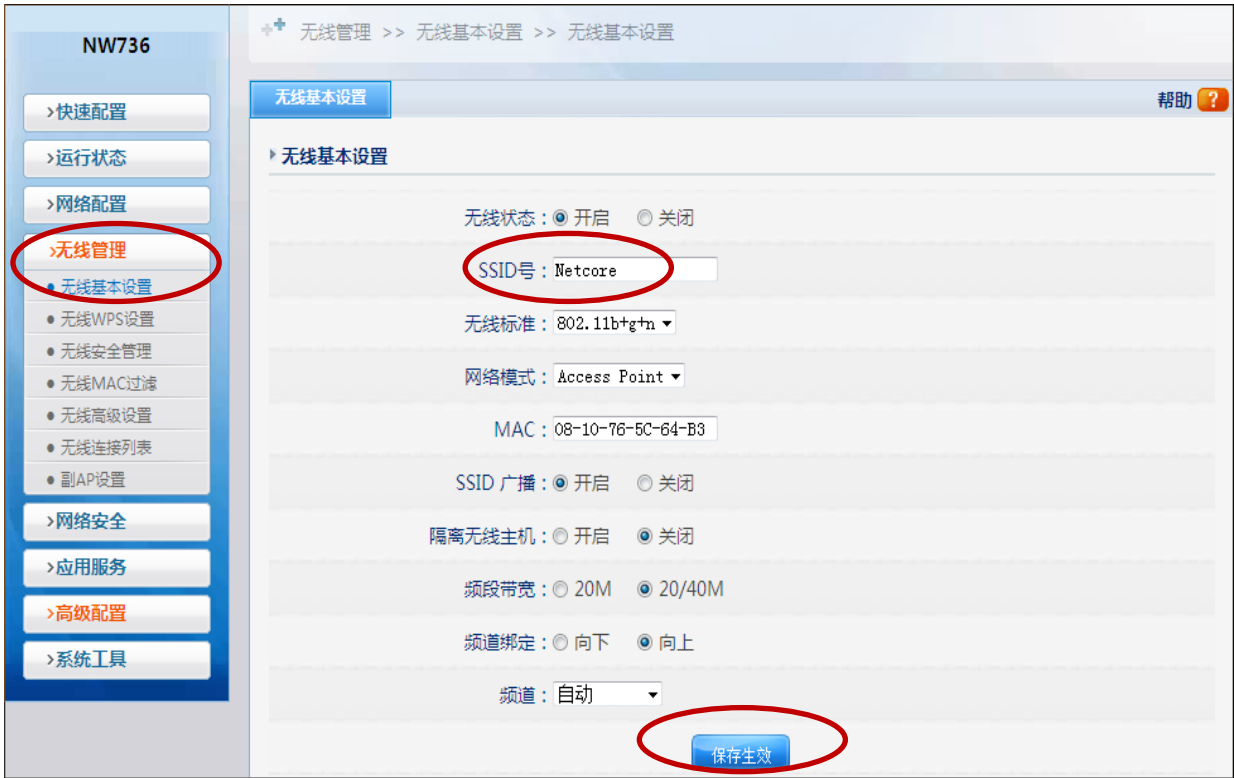 NW736
无线管理 >> 无线基本设置 >> 无线基本设置
>快速配置
>运行状态
>网络配置
>无线管理
● 无线基本设置
● 无线WPS设置
● 无线安全管理
● 无线MAC过滤
● 无线高级设置
● 无线连接列表
● 副AP设置
>网络安全
>应用服务
>高级配置
>系统工具
无线基本设置
帮助 ?
无线基本设置
无线状态：开启 关闭
SSID号：Netcore
无线标准：802.11b+g+n
网络模式：Access Point
MAC：08-10-76-5C-64-B3
SSID 广播：开启 关闭
隔离无线主机：开启 关闭
频段带宽：20M 20/40M
频道绑定：向下 向上
频道：自动
保存生效